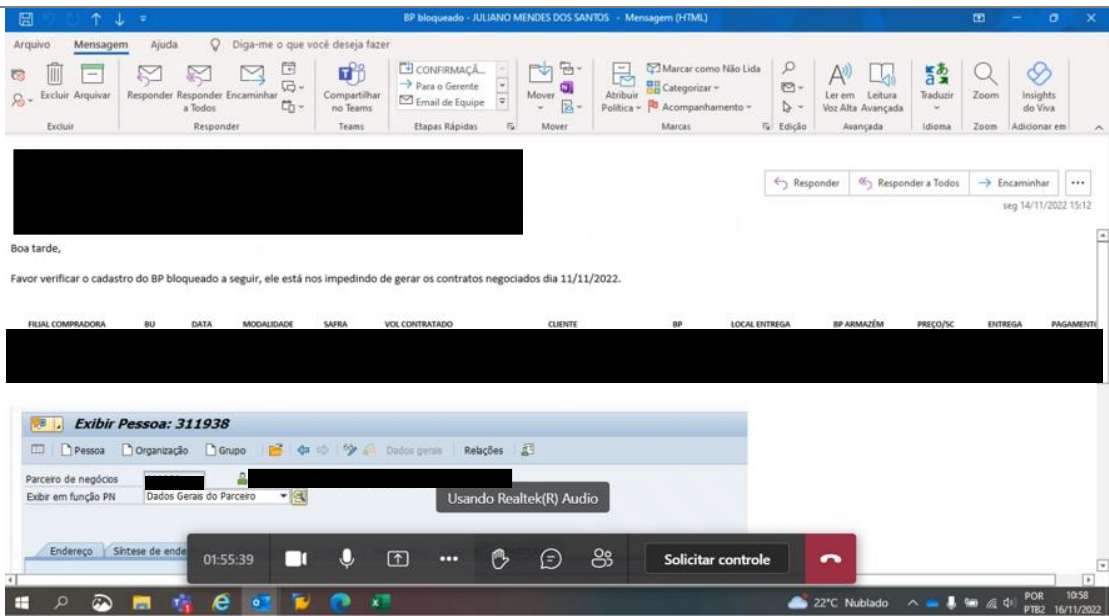 BP bloqueado - JULIANO MENDES DOS SANTOS - Mensagem (HTML)
Arquivo Mensagem Ajuda Diga-me o que você deseja fazer
Excluir Arquivar
Responder Responder a Todos Encaminhar
Compartilhar no Teams
CONFIRMAÇÃ...
Para o Gerente
Email de Equipe
Mover
Atribuir Política
Marcar como Não Lida
Categorizar
Acompanhamento
Ler em Voz Alta
Leitura Avançada
Traduzir
Zoom
Insights do Viva
Excluir Responder Teams Etapas Rápidas Mover Marcas Edição Avançada Idioma Zoom Adicionar em
Responder Responder a Todos Encaminhar ...
seg 14/11/2022 15:12
Boa tarde,
Favor verificar o cadastro do BP bloqueado a seguir, ele está nos impedindo de gerar os contratos negociados dia 11/11/2022.
FILIAL COMPRADORA BU DATA MODALIDADE SAFRA VOL CONTRATADO CLIENTE BP LOCAL ENTREGA BP ARMAZÉM PREÇO/SC ENTREGA PAGAMENTO
Exibir Pessoa: 311938
Pessoa Organização Grupo Dados gerais Relações
Parceiro de negócios
Exibir em função PN Dados Gerais do Parceiro
Usando Realtek(R) Audio
Endereço Síntese de ende
01:55:39 Solicitar controle
22°C Nublado POR 10:58
PTB2 16/11/2022